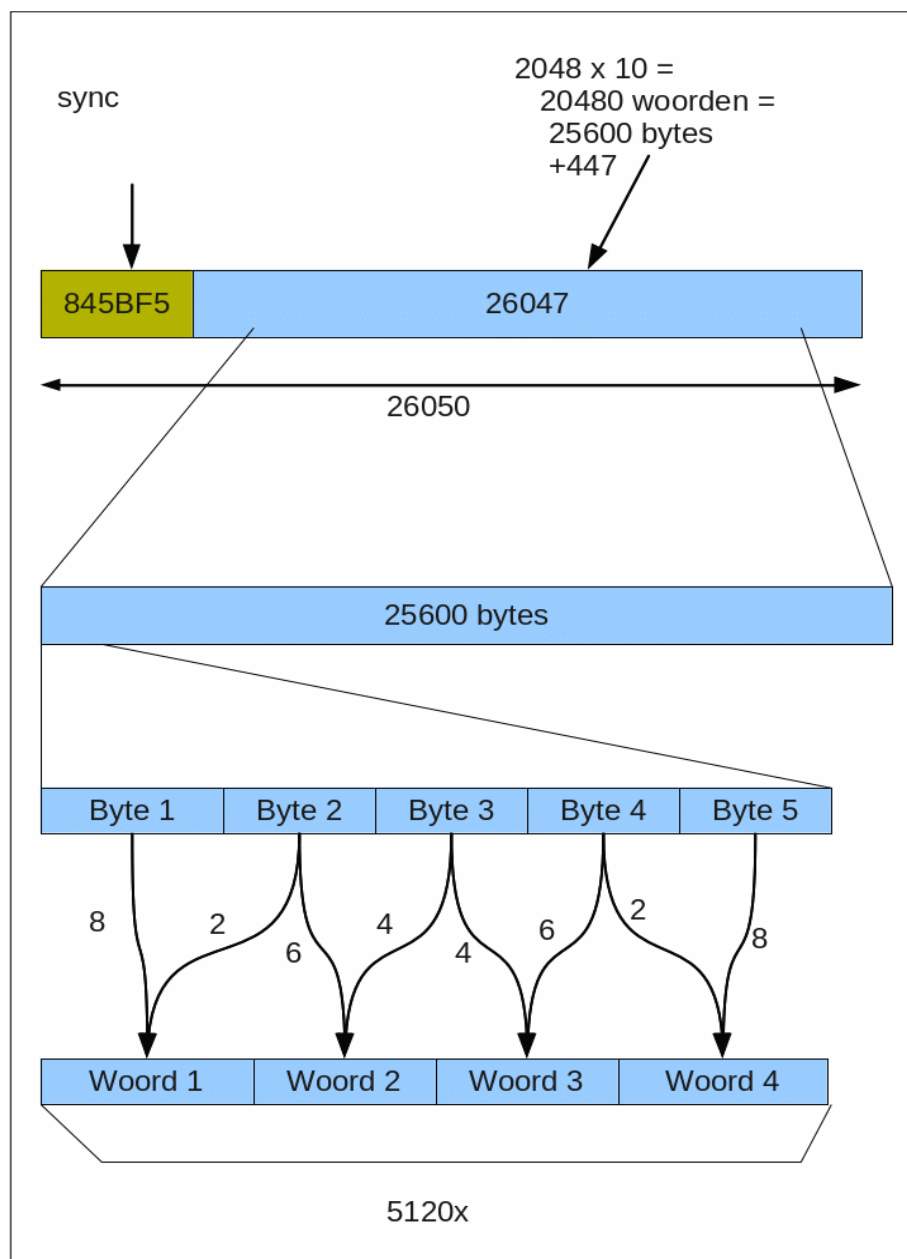 sync
2048 x 10 =
20480 woorden =
25600 bytes
+447
845BF5
26047
26050
25600 bytes
Byte 1
Byte 2
Byte 3
Byte 4
Byte 5
8
2
6
4
4
6
2
8
Woord 1
Woord 2
Woord 3
Woord 4
5120x